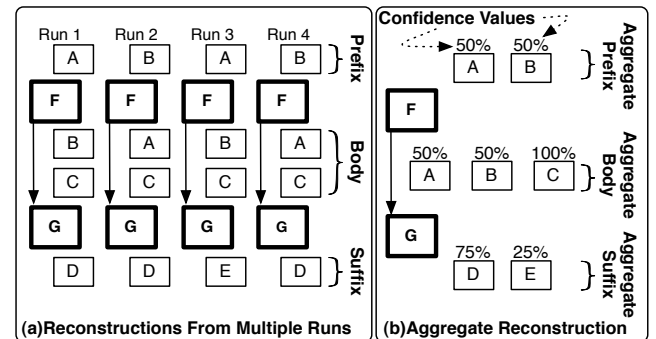 Run 1 Run 2 Run 3 Run 4
A B A B
Prefix
F F F F
B A B A
C C C C
Body
G G G G
D D E D
Suffix
(a)Reconstructions From Multiple Runs
Confidence Values
50% 50%
A B
Aggregate
Prefix
F
50% 50% 100%
A B C
Aggregate
Body
G
75% 25%
D E
Aggregate
Suffix
(b)Aggregate Reconstruction